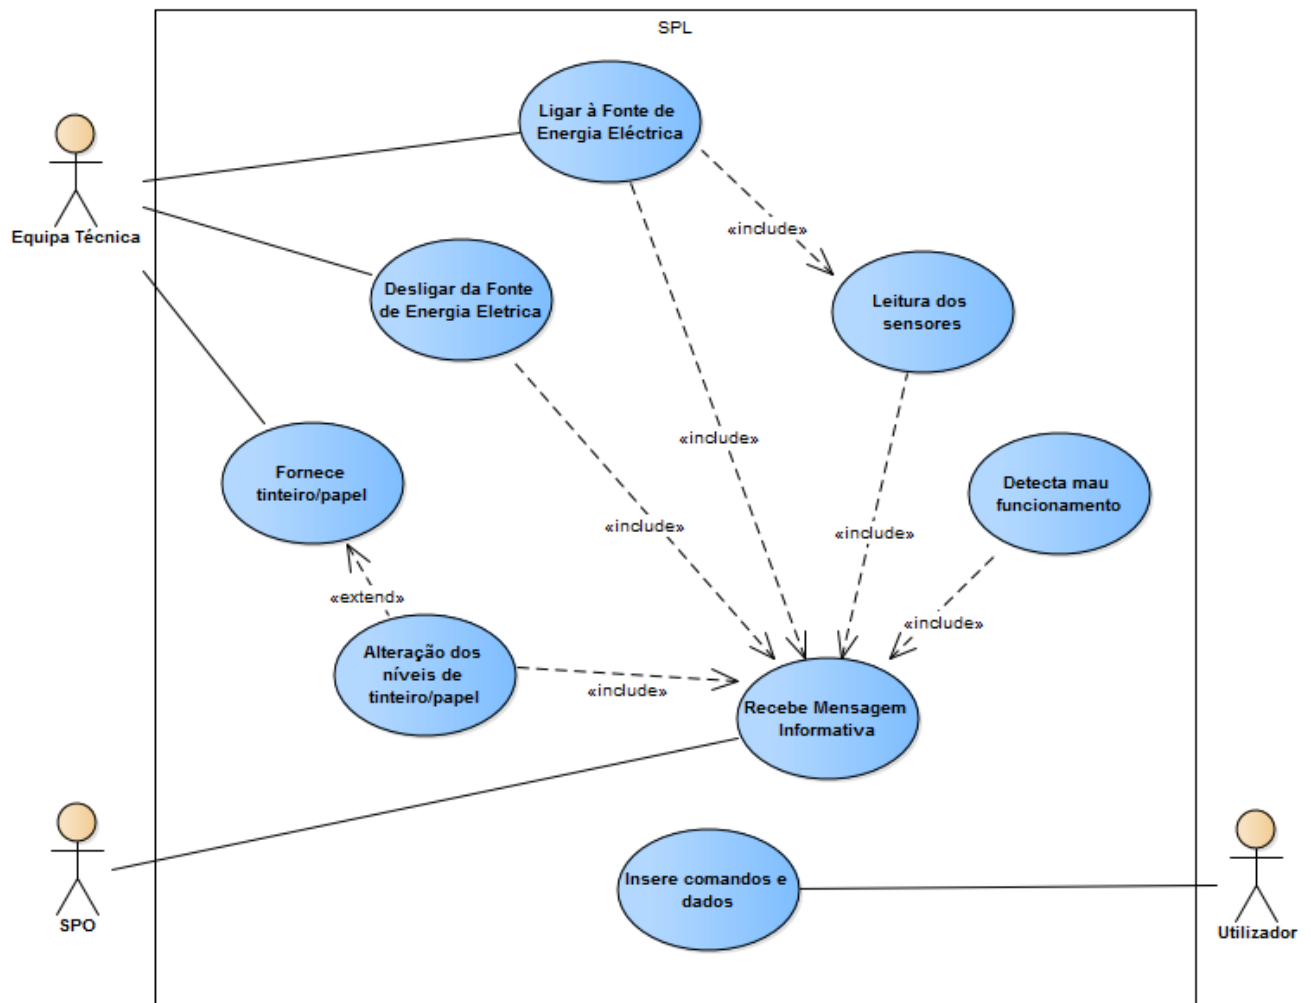 SPL
Ligar à Fonte de
Energia Eléctrica
Equipa Técnica
«include»
Desligar da Fonte
de Energia Eletrica
Leitura dos
sensores
«include»
Fornece
tinteiro/papel
Detecta mau
funcionamento
«include»
«include»
«extend»
«include»
Alteração dos
níveis de
tinteiro/papel
«include»
Recebe Mensagem
Informativa
Insere comandos e
dados
SPO
Utilizador